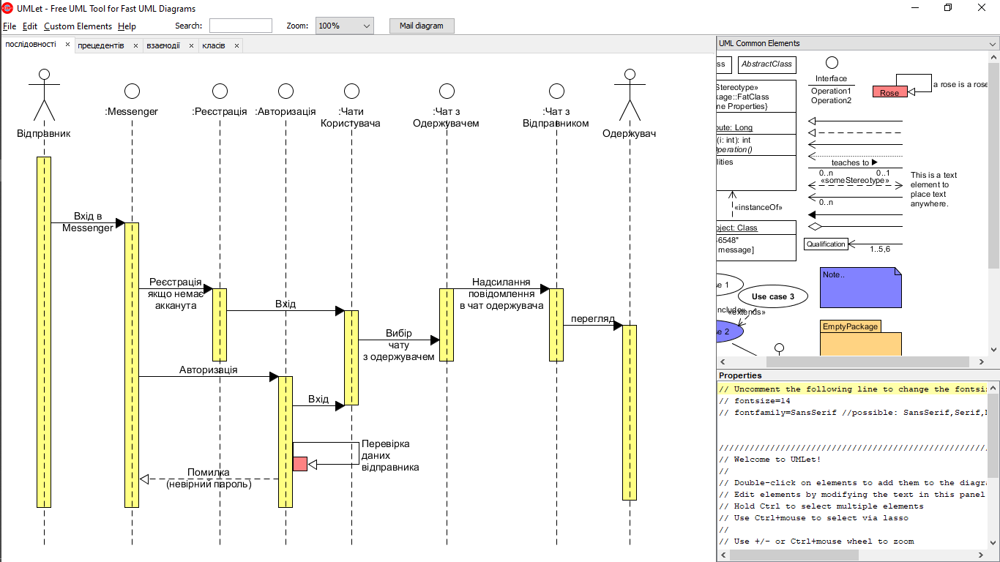 UMLet - Free UML Tool for Fast UML Diagrams
File Edit Custom Elements Help Search: Zoom: 100% Mail diagram
послідовності × прецедентів × взаємодії × класів ×
Відправник
:Messenger
:Реєстрація
:Авторизація
:Чати
Користувача
:Чат з
Одержувачем
:Чат з
Відправником
Одержувач
Вхід в
Messenger
Реєстрація
якщо немає
акканута
Вхід
Вибір
чату
з одержувачем
Надсилання
повідомлення
в чат одержувача
перегляд
Авторизація
Вхід
Перевірка
даних
відправника
Помилка
(невірний пароль)
UML Common Elements
ss
AbstractClass
Stereotype»
kage::FatClass
me Properties}
bute: Long
(i: int): int
Operation()
lities
«instanceOf»
oject: Class
6548"
message]
Interface
Operation1
Operation2
Rose
a rose is a rose
teaches to
0..n 0..1
«someStereotype»
0..n
This is a text
element to
place text
anywhere.
Qualification
1..5,6
se 1
Use case 3
nclude»
«extends»
se 2
Note..
EmptyPackage
Properties
// Uncomment the following line to change the fontsi
// fontsize=14
// fontfamily=SansSerif //possible: SansSerif,Serif,
////////////////////////////////////////////////////
// Welcome to UMLet!
//
// Double-click on elements to add them to the diagra
// Edit elements by modifying the text in this panel
// Hold Ctrl to select multiple elements
// Use Ctrl+mouse to select via lasso
//
// Use +/- or Ctrl+mouse wheel to zoom